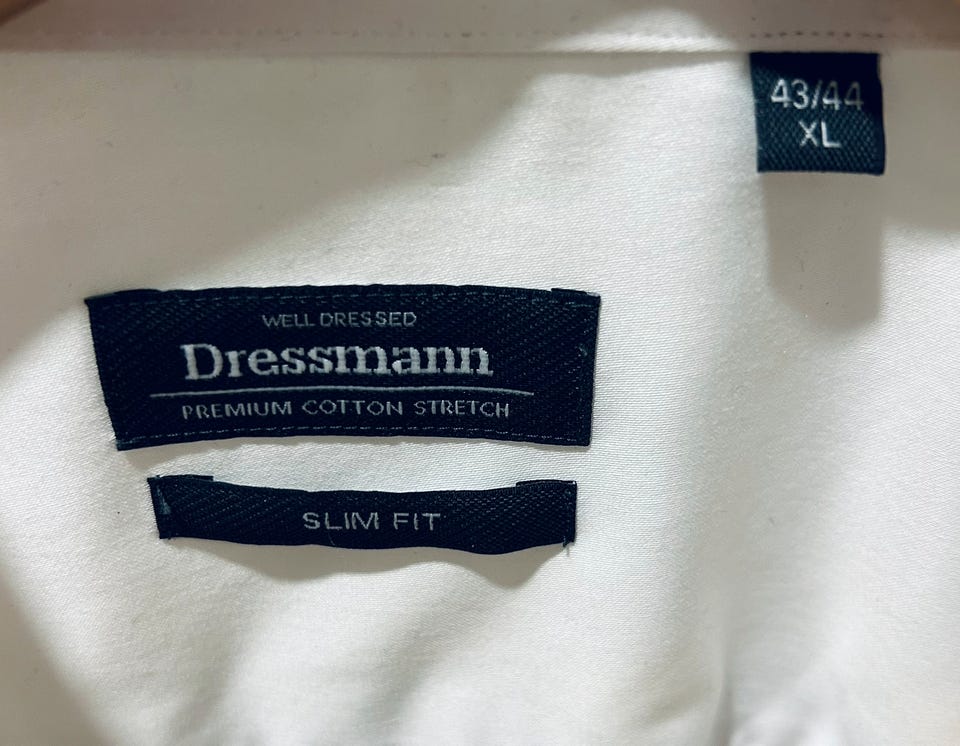 43/44
XL
WELL DRESSED
Dressmann
PREMIUM COTTON STRETCH
SLIM FIT